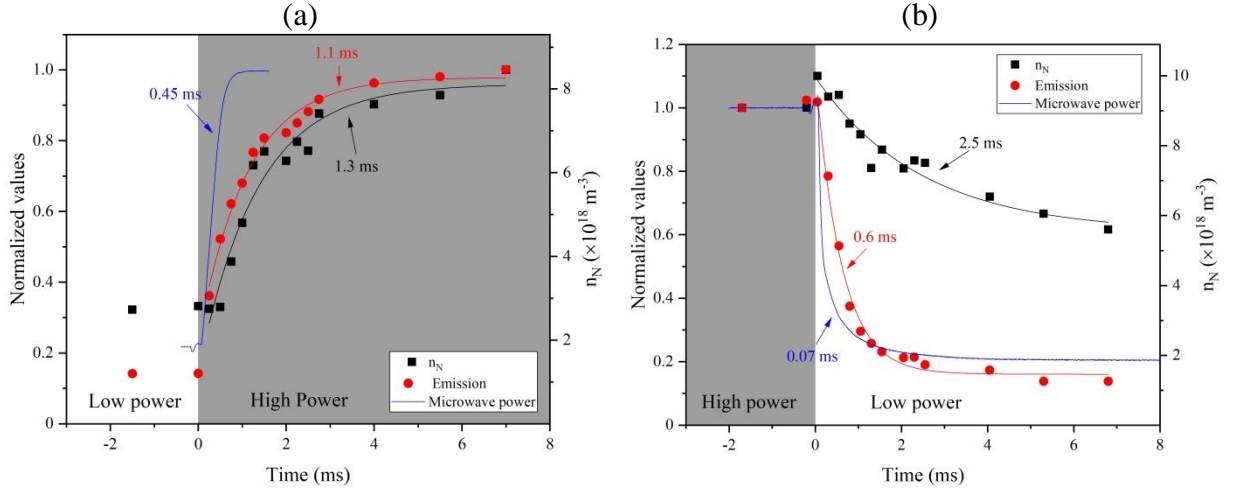 (a)
1.0
0.8
0.6
0.4
0.2
0.0
Normalized values
8
6
4
2
0
n_N (×10^18 m^-3)
0.45 ms
1.1 ms
1.3 ms
Low power
High Power
n_N
Emission
Microwave power
-2 0 2 4 6 8
Time (ms)
(b)
1.2
1.0
0.8
0.6
0.4
0.2
0.0
Normalized values
10
8
6
4
2
0
n_N (×10^18 m^-3)
n_N
Emission
Microwave power
2.5 ms
0.6 ms
0.07 ms
High power
Low power
-2 0 2 4 6 8
Time (ms)